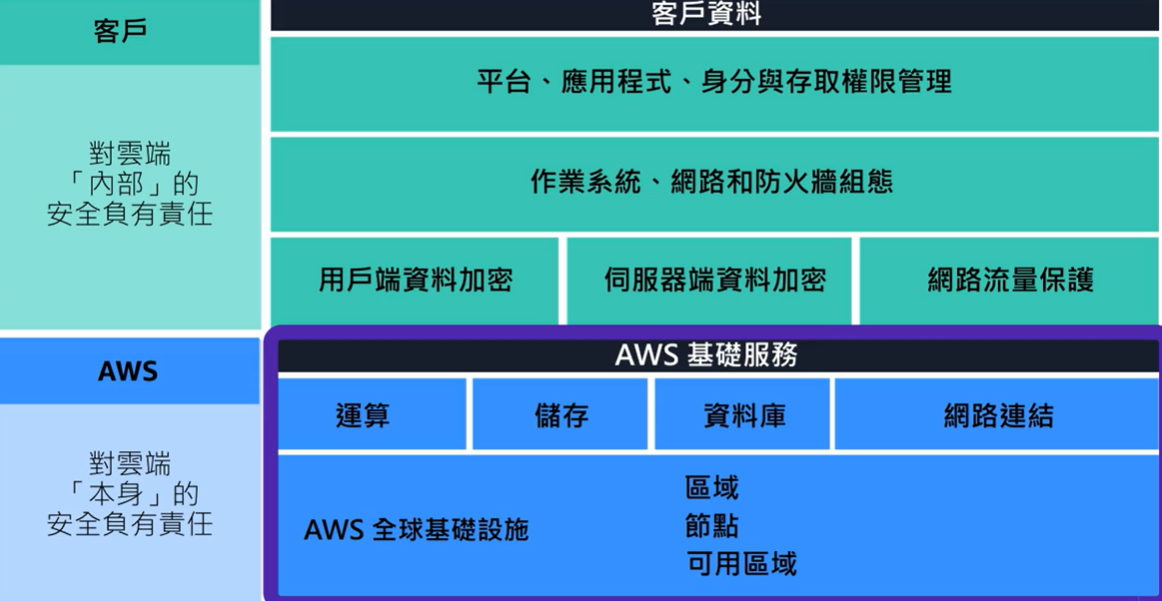 客戶
對雲端
「內部」的
安全負有責任
客戶資料
平台、應用程式、身分與存取權限管理
作業系統、網路和防火牆組態
用戶端資料加密
伺服器端資料加密
網路流量保護
AWS
對雲端
「本身」的
安全負有責任
AWS 基礎服務
運算
儲存
資料庫
網路連結
AWS 全球基礎設施
區域
節點
可用區域